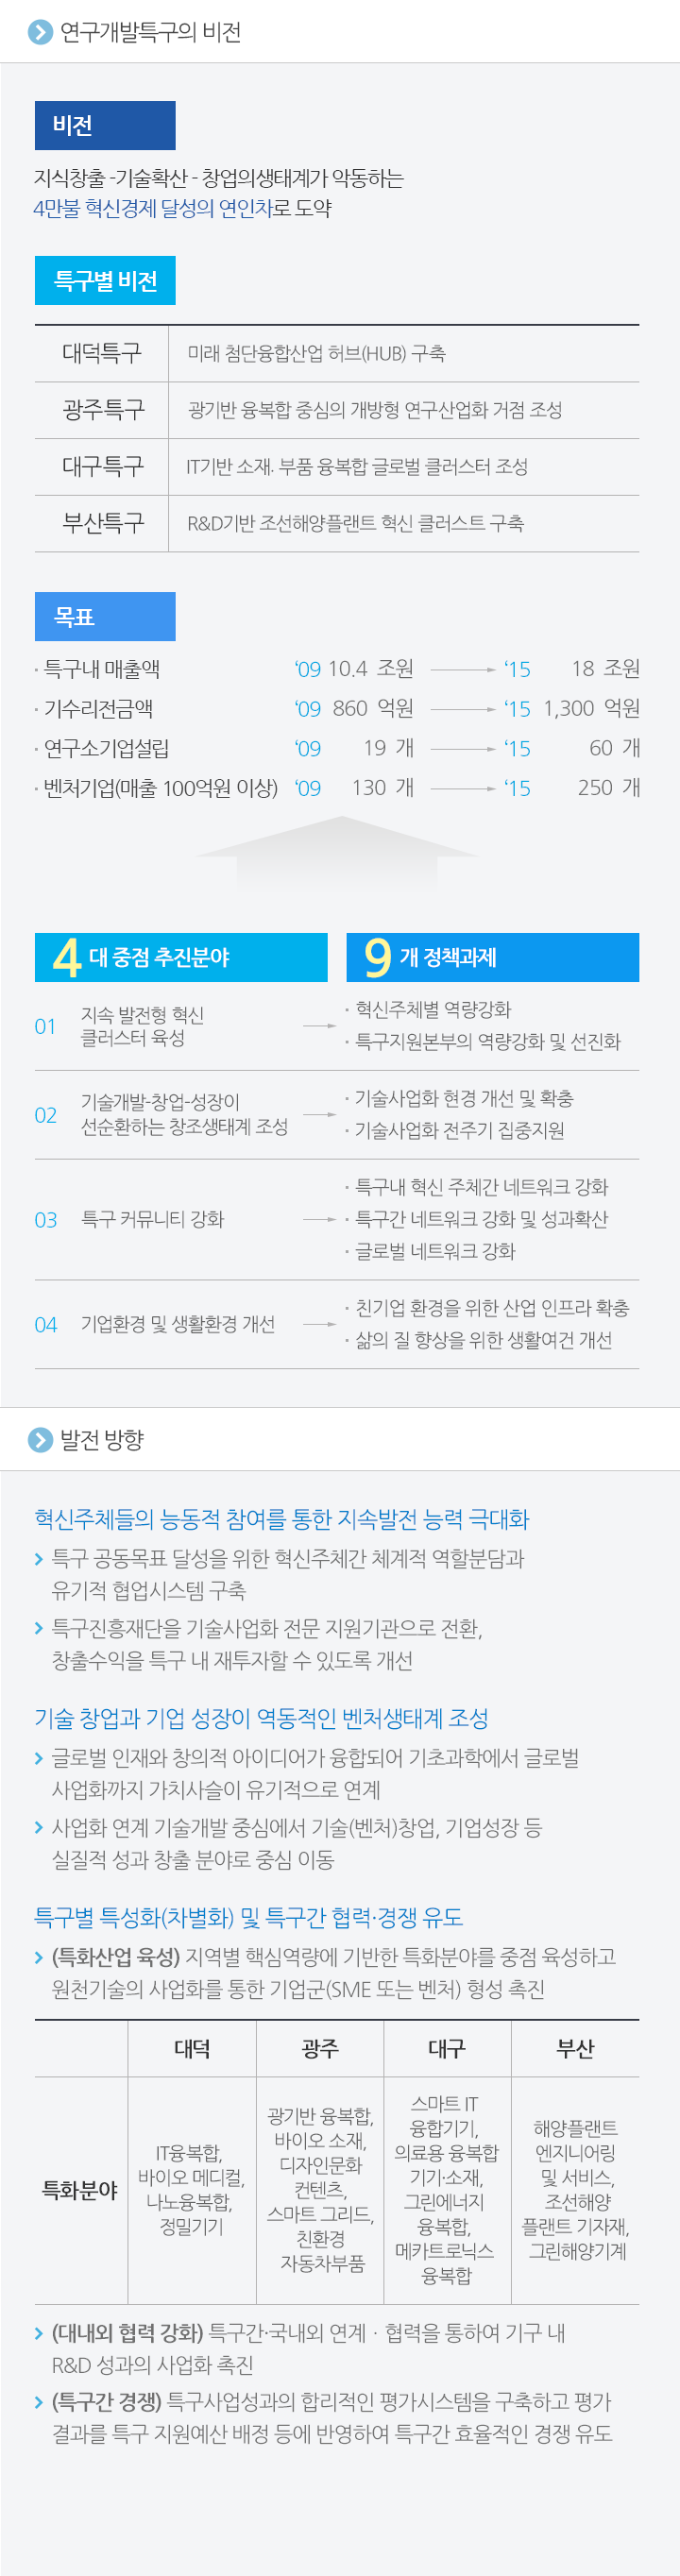 연구개발특구의 비전
비전
지식창출 -기술확산 - 창업의생태계가 악동하는
4만불 혁신경제 달성의 연인차로 도약
특구별 비전
대덕특구 미래 첨단융합산업 허브(HUB) 구축
광주특구 광기반 융복합 중심의 개방형 연구산업화 거점 조성
대구특구 IT기반 소재· 부품 융복합 글로벌 클러스터 조성
부산특구 R&D기반 조선해양플랜트 혁신 클러스트 구축
목표
· 특구내 매출액 ‘09 10.4 조원 ‘15 18 조원
· 기수리전금액 ‘09 860 억원 ‘15 1,300 억원
· 연구소기업설립 ‘09 19 개 ‘15 60 개
· 벤처기업(매출 100억원 이상) ‘09 130 개 ‘15 250 개
4대 중점 추진분야
9개 정책과제
01
지속 발전형 혁신
클러스터 육성
· 혁신주체별 역량강화
· 특구지원본부의 역량강화 및 선진화
02
기술개발-창업-성장이
선순환하는 창조생태계 조성
· 기술사업화 현경 개선 및 확충
· 기술사업화 전주기 집중지원
03
특구 커뮤니티 강화
· 특구내 혁신 주체간 네트워크 강화
· 특구간 네트워크 강화 및 성과확산
· 글로벌 네트워크 강화
04
기업환경 및 생활환경 개선
· 친기업 환경을 위한 산업 인프라 확충
· 삶의 질 향상을 위한 생활여건 개선
발전 방향
혁신주체들의 능동적 참여를 통한 지속발전 능력 극대화
특구 공동목표 달성을 위한 혁신주체간 체계적 역할분담과
유기적 협업시스템 구축
특구진흥재단을 기술사업화 전문 지원기관으로 전환,
창출수익을 특구 내 재투자할 수 있도록 개선
기술 창업과 기업 성장이 역동적인 벤처생태계 조성
글로벌 인재와 창의적 아이디어가 융합되어 기초과학에서 글로벌
사업화까지 가치사슬이 유기적으로 연계
사업화 연계 기술개발 중심에서 기술(벤처)창업, 기업성장 등
실질적 성과 창출 분야로 중심 이동
특구별 특성화(차별화) 및 특구간 협력·경쟁 유도
(특화산업 육성) 지역별 핵심역량에 기반한 특화분야를 중점 육성하고
원천기술의 사업화를 통한 기업군(SME 또는 벤처) 형성 촉진
대덕 광주 대구 부산
특화분야
IT융복합,
바이오 메디컬,
나노융복합,
정밀기기
광기반 융복합,
바이오 소재,
디자인문화
컨텐츠,
스마트 그리드,
친환경
자동차부품
스마트 IT
융합기기,
의료용 융복합
기기·소재,
그린에너지
융복합,
메카트로닉스
융복합
해양플랜트
엔지니어링
및 서비스,
조선해양
플랜트 기자재,
그린해양기계
(대내외 협력 강화) 특구간·국내외 연계 · 협력을 통하여 기구 내
R&D 성과의 사업화 촉진
(특구간 경쟁) 특구사업성과의 합리적인 평가시스템을 구축하고 평가
결과를 특구 지원예산 배정 등에 반영하여 특구간 효율적인 경쟁 유도